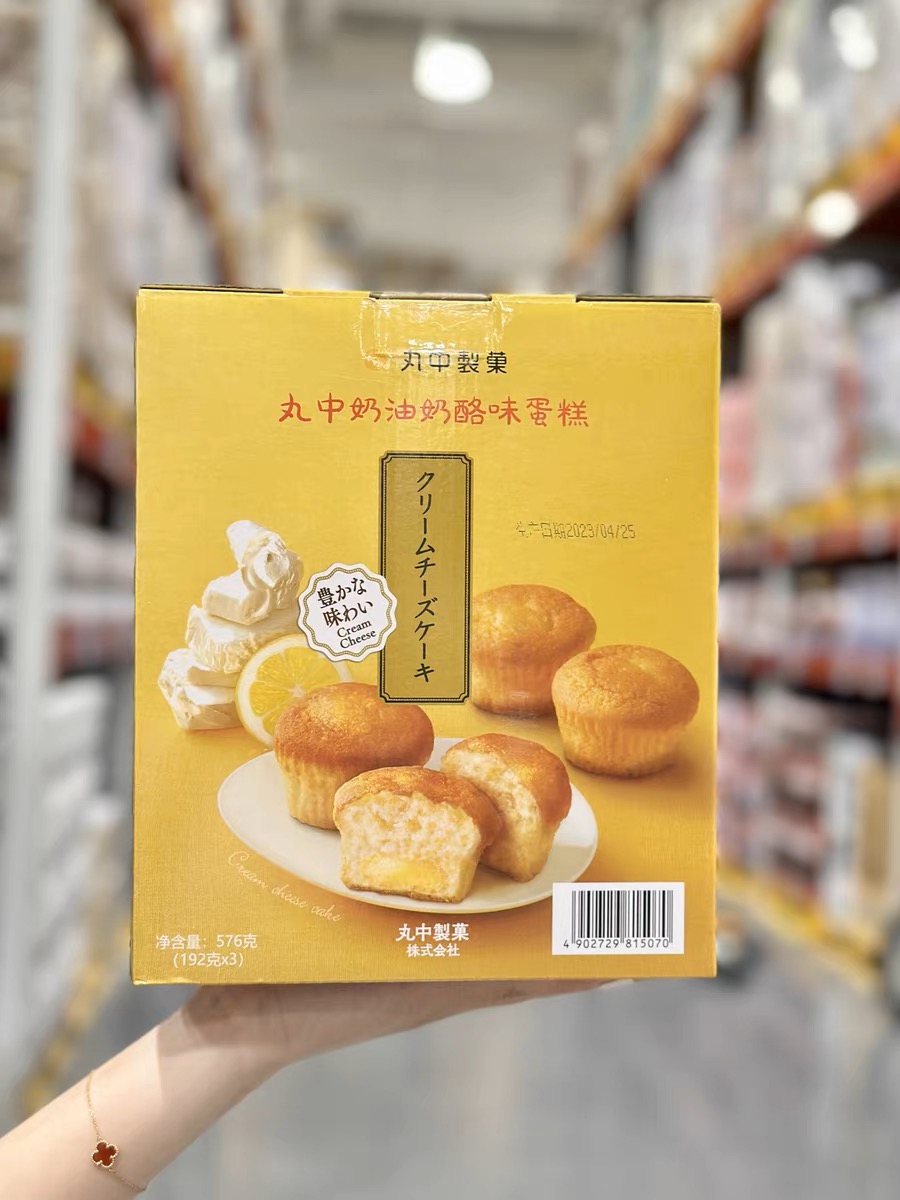 丸中製菓
丸中奶油奶酪味蛋糕
クリームチーズケーキ
生产日期2023/04/25
豊かな
味わい
Cream
Cheese
Cream cheese cake
丸中製菓
株式会社
净含量：576克
（192克x3）
4 902729 815070